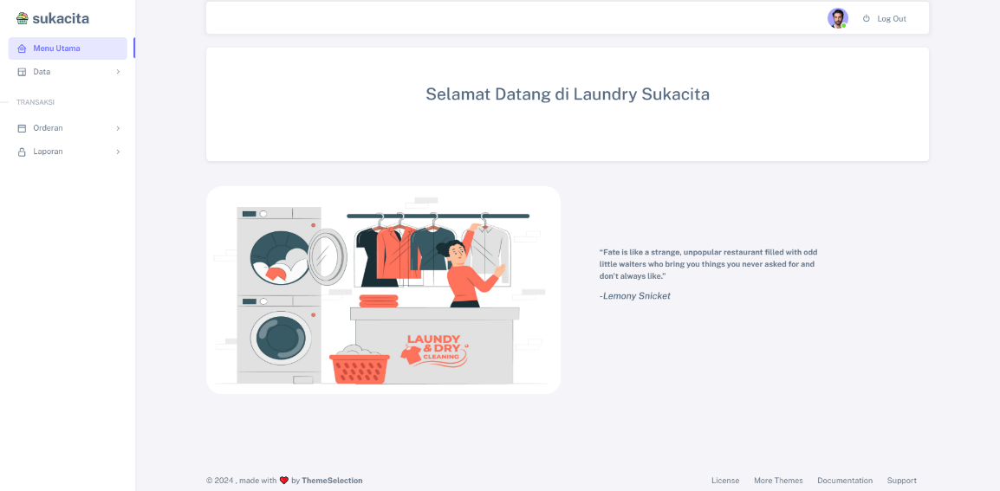 sukacita
Menu Utama
Data
TRANSAKSI
Orderan
Laporan
Log Out
Selamat Datang di Laundry Sukacita
LAUNDY
& DRY
CLEANING
“Fate is like a strange, unpopular restaurant filled with odd
little waiters who bring you things you never asked for and
don't always like.”
-Lemony Snicket
© 2024 , made with ❤️ by ThemeSelection
License More Themes Documentation Support